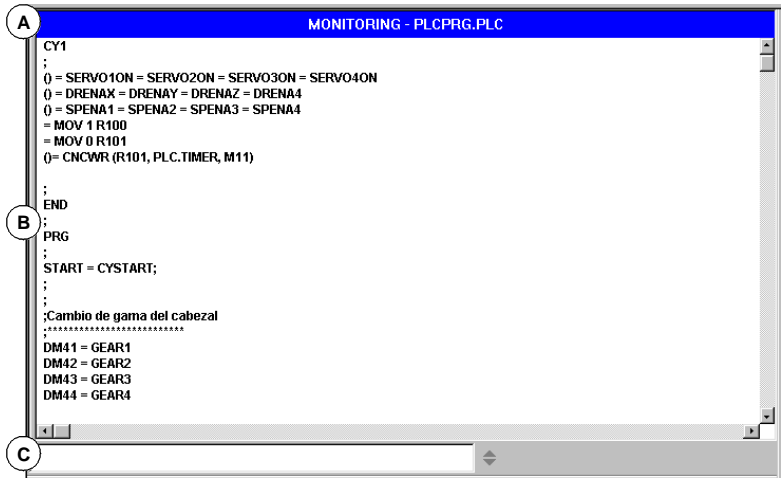 A
MONITORING - PLCPRG.PLC
CY1
;
() = SERVO1ON = SERVO2ON = SERVO3ON = SERVO4ON
() = DRENAX = DRENAY = DRENAZ = DRENA4
() = SPENA1 = SPENA2 = SPENA3 = SPENA4
= MOV 1 R100
= MOV 0 R101
()= CNCWR (R101, PLC.TIMER, M11)
;
END
B
;
PRG
;
START = CYSTART;
;
;
;Cambio de gama del cabezal
;**************************
DM41 = GEAR1
DM42 = GEAR2
DM43 = GEAR3
DM44 = GEAR4
C